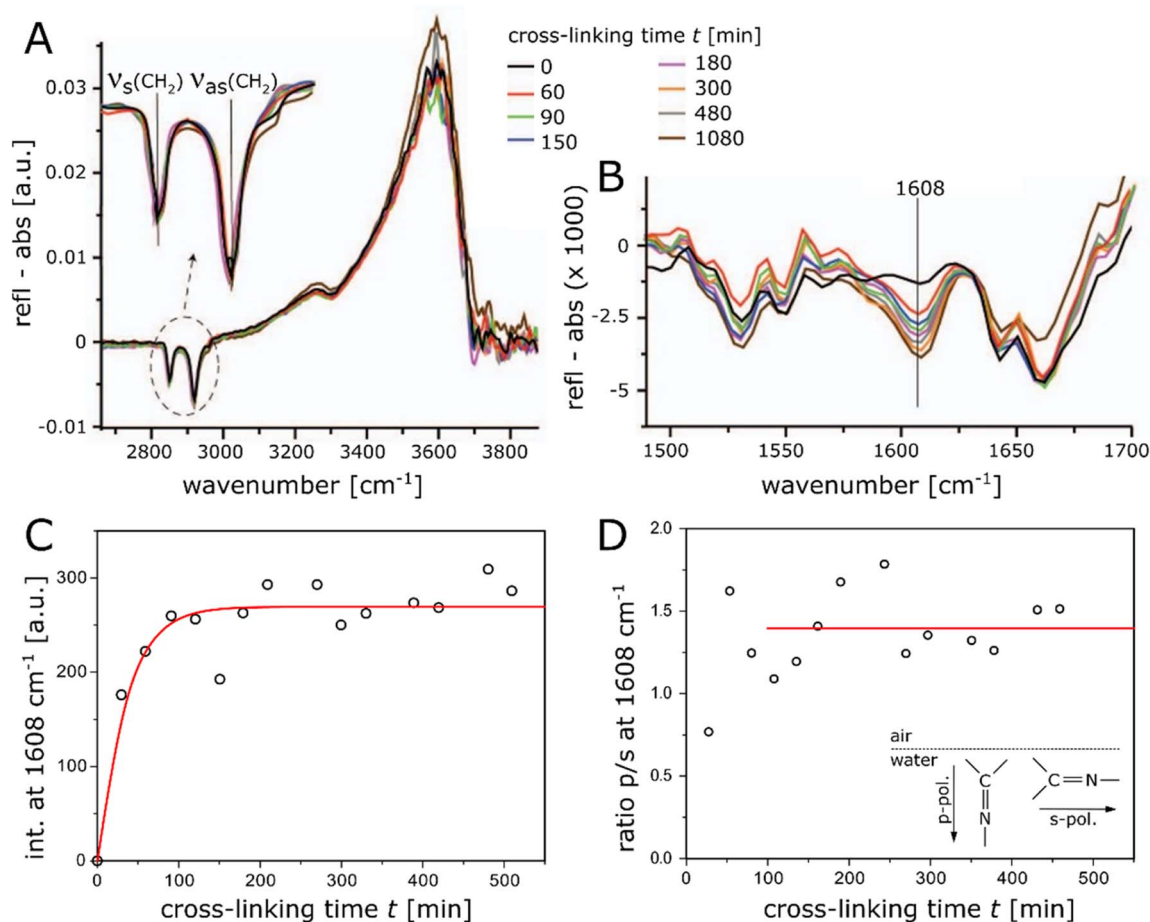 A
cross-linking time t [min]
0
60
90
150
180
300
480
1080
νs(CH2) νas(CH2)
refl - abs [a.u.]
0.03
0.02
0.01
0
-0.01
2800 3000 3200 3400 3600 3800
wavenumber [cm-1]
B
1608
refl - abs (x 1000)
0
-2.5
-5
1500 1550 1600 1650 1700
wavenumber [cm-1]
C
int. at 1608 cm-1 [a.u.]
300
200
100
0
0 100 200 300 400 500
cross-linking time t [min]
D
ratio p/s at 1608 cm-1
2.0
1.5
1.0
0.5
0.0
air
water
p-pol.
C
N
C=N
s-pol.
0 100 200 300 400 500
cross-linking time t [min]